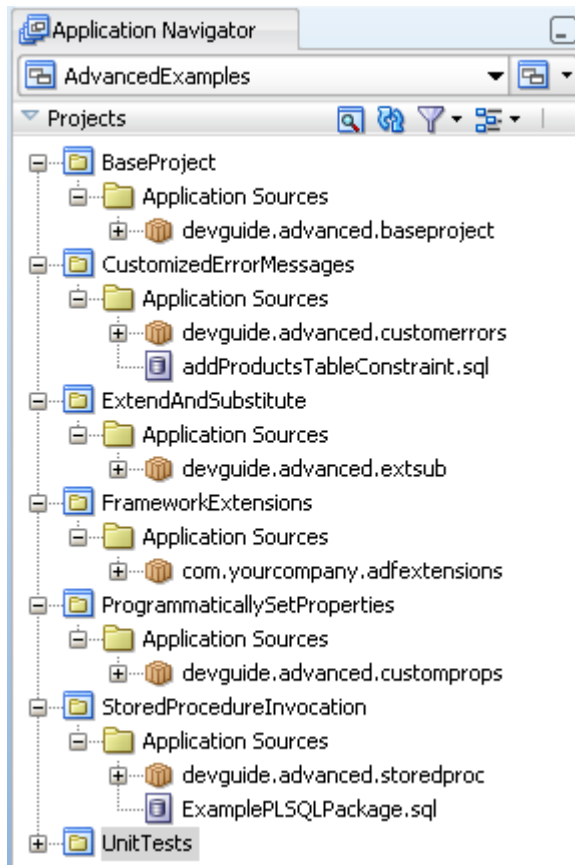 Application Navigator
AdvancedExamples
Projects
BaseProject
Application Sources
devguide.advanced.baseproject
CustomizedErrorMessages
Application Sources
devguide.advanced.customerrors
addProductsTableConstraint.sql
ExtendAndSubstitute
Application Sources
devguide.advanced.extsub
FrameworkExtensions
Application Sources
com.yourcompany.adfextensions
ProgrammaticallySetProperties
Application Sources
devguide.advanced.customprops
StoredProcedureInvocation
Application Sources
devguide.advanced.storedproc
ExamplePLSQLPackage.sql
UnitTests